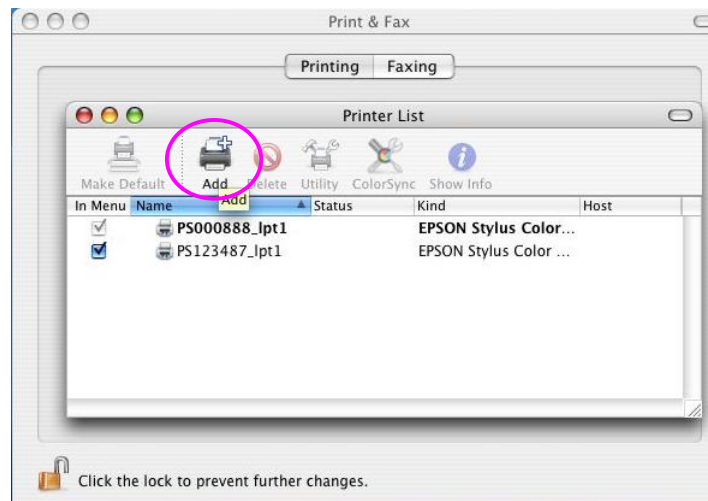 Print & Fax
Printing Faxing
Printer List
Make Default Add Delete Utility ColorSync Show Info
Add
In Menu Name Status Kind Host
PS000888_lpt1 EPSON Stylus Color...
PS123487_lpt1 EPSON Stylus Color ...
Click the lock to prevent further changes.